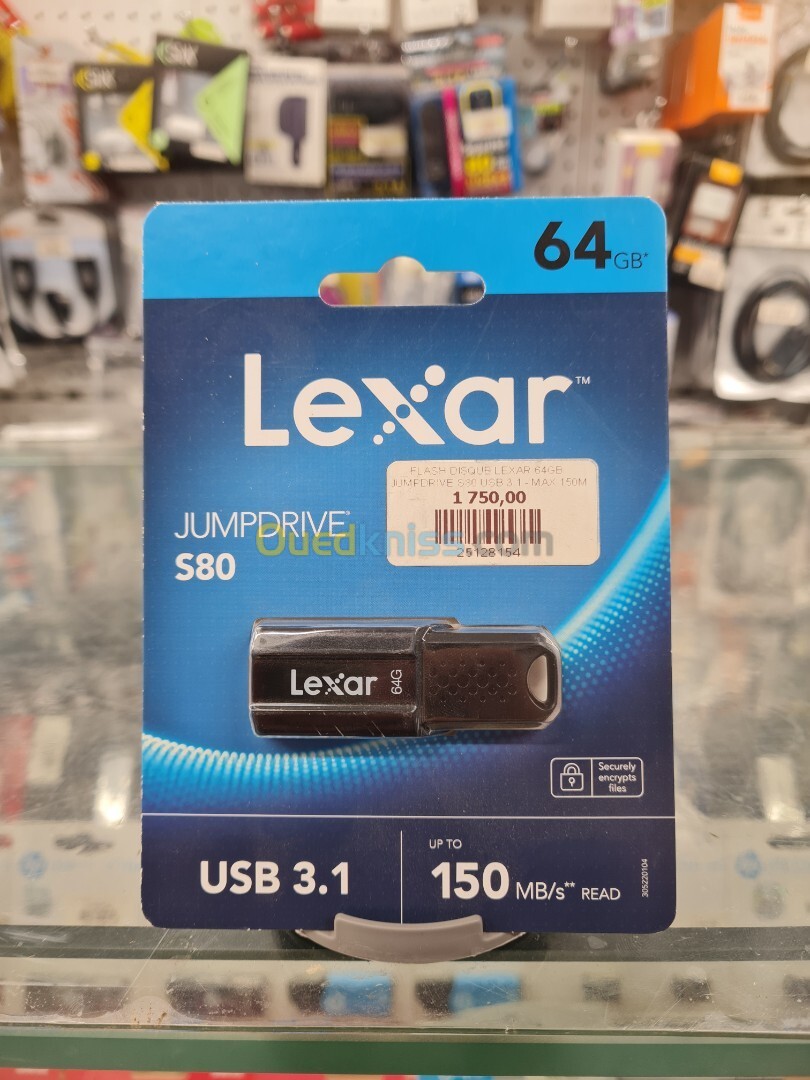 64GB*
Lexar™
FLASH DISQUE LEXAR 64GB
JUMPDRIVE S80 USB 3.1 - MAX 150M
1 750,00
25128154
Ouedkniss.com
JUMPDRIVE®
S80
Lexar 64G
Securely
encrypts
files
USB 3.1
UP TO
150 MB/s** READ
305220104